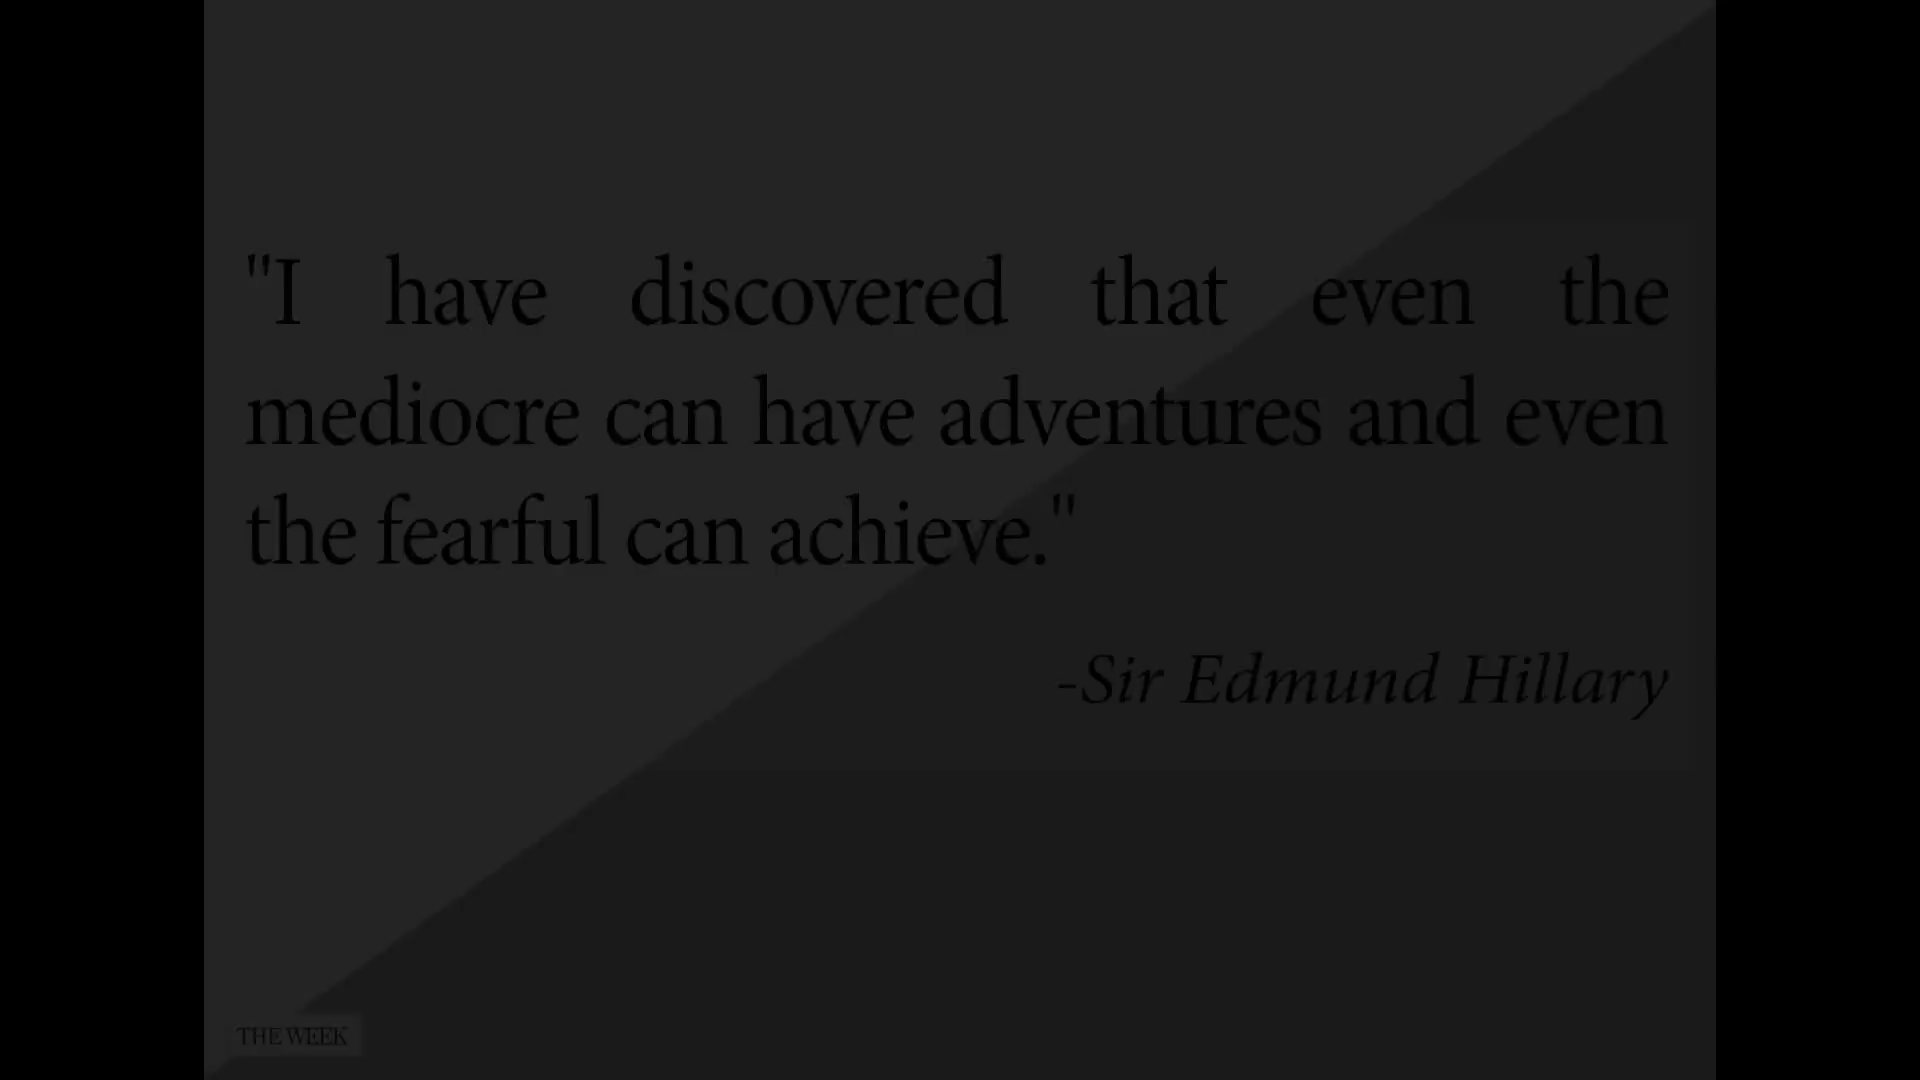 "I have discovered that even the
mediocre can have adventures and even
the fearful can achieve."
-Sir Edmund Hillary
THE WEEK